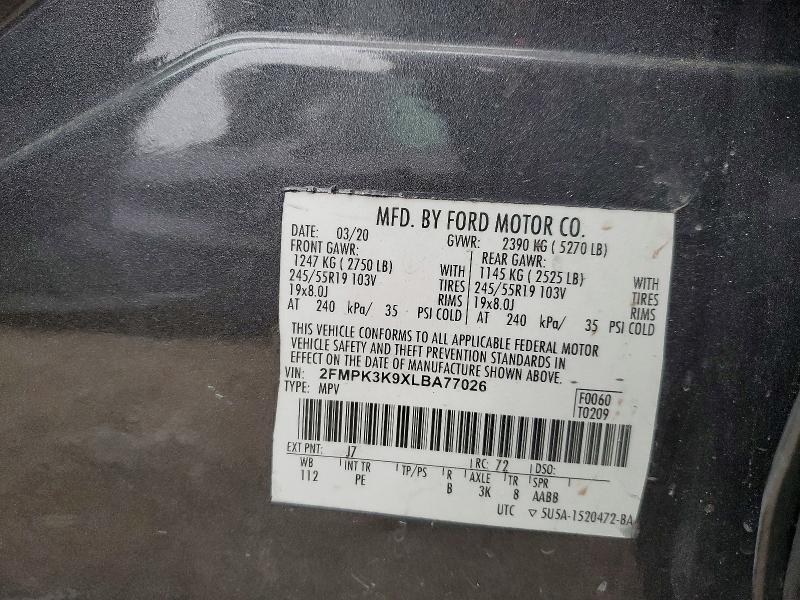 MFD. BY FORD MOTOR CO.
DATE: 03/20 GVWR: 2390 KG ( 5270 LB)
FRONT GAWR: REAR GAWR:
1247 KG ( 2750 LB) WITH 1145 KG ( 2525 LB) WITH
245/55R19 103V TIRES 245/55R19 103V TIRES
19x8.0J RIMS 19x8.0J RIMS
AT 240 kPa/ 35 PSI COLD AT 240 kPa/ 35 PSI COLD
THIS VEHICLE CONFORMS TO ALL APPLICABLE FEDERAL MOTOR
VEHICLE SAFETY AND THEFT PREVENTION STANDARDS IN
EFFECT ON THE DATE OF MANUFACTURE SHOWN ABOVE.
VIN: 2FMPK3K9XLBA77026
TYPE: MPV
F0060
T0209
EXT PNT: J7 RC: 72 DSO:
WB INT TR TP/PS R AXLE TR SPR
112 PE B 3K 8 AABB
UTC ▽ 5U5A-1520472-BA